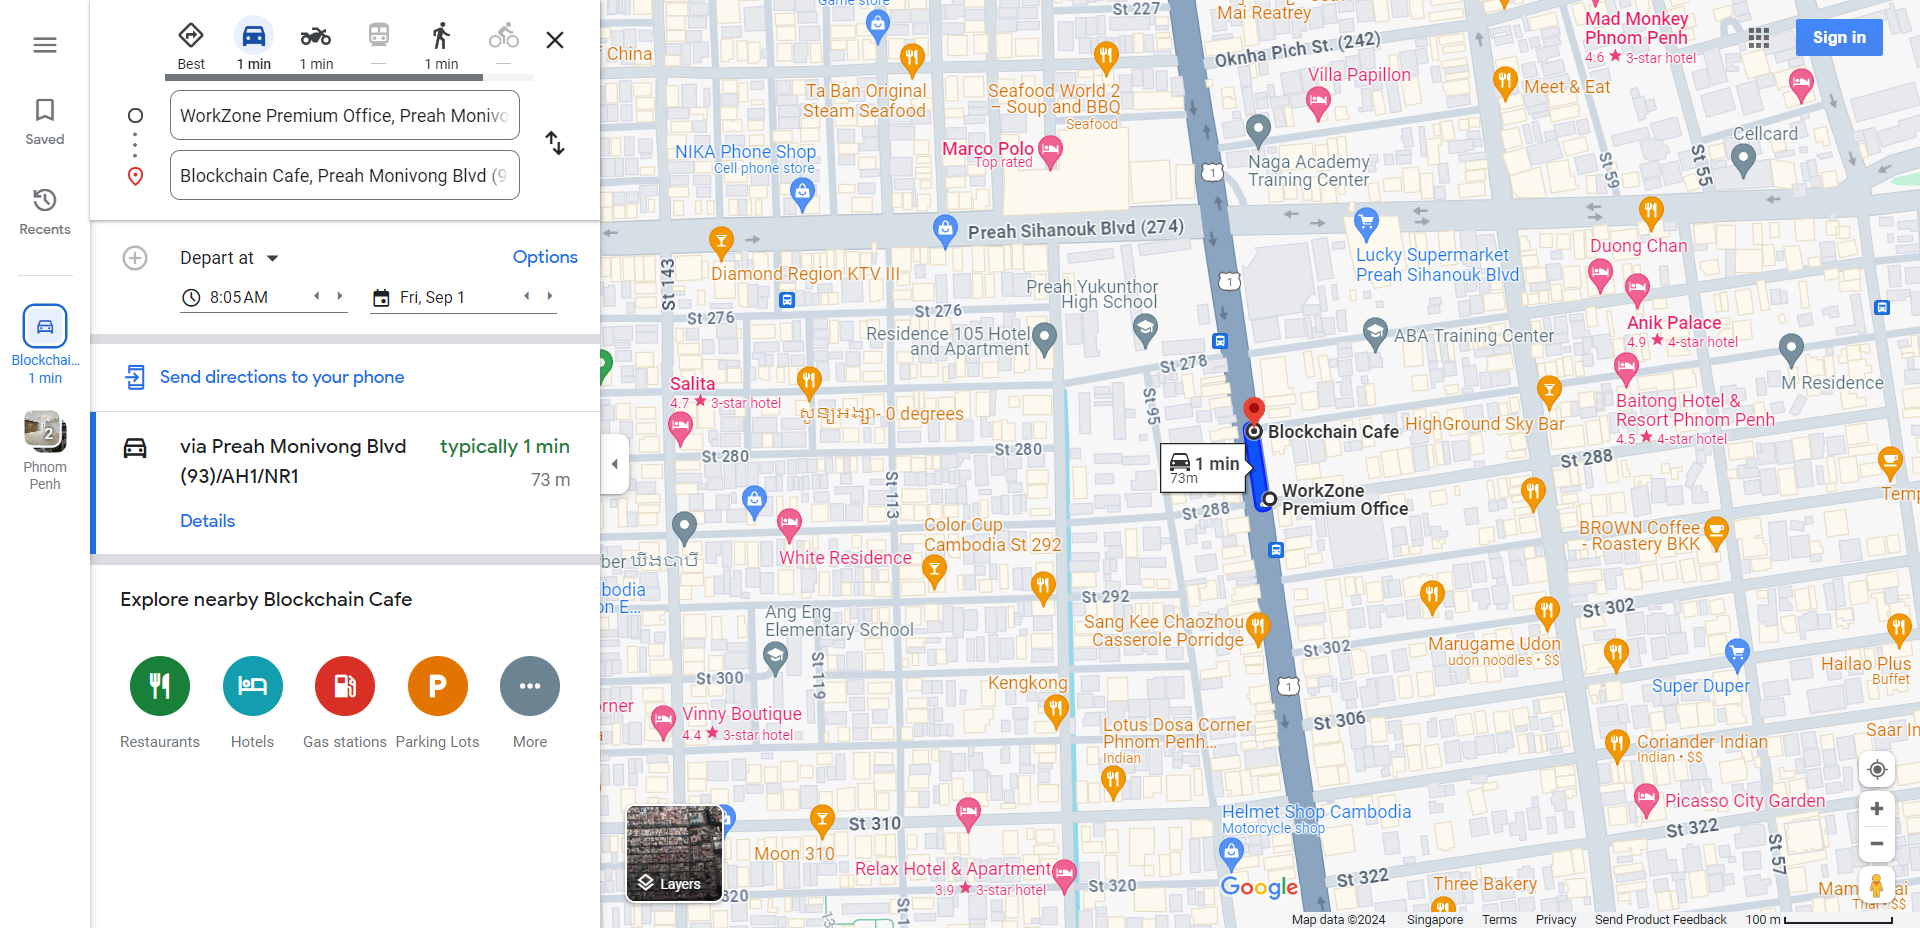 Best
1 min
1 min
—
1 min
—
WorkZone Premium Office, Preah Monivo
Blockchain Cafe, Preah Monivong Blvd (9
Saved
Recents
Blockchai...
1 min
2
Phnom
Penh
Depart at
Options
8:05 AM
Fri, Sep 1
Send directions to your phone
via Preah Monivong Blvd
(93)/AH1/NR1
typically 1 min
73 m
Details
Explore nearby Blockchain Cafe
P
Restaurants
Hotels
Gas stations
Parking Lots
More
Game store
St 227
Mai Reatrey
Mad Monkey
Phnom Penh
4.6 ★ 3-star hotel
Sign in
China
Oknha Pich St. (242)
Villa Papillon
Meet & Eat
Ta Ban Original
Steam Seafood
Seafood World 2
– Soup and BBQ
Seafood
Cellcard
NIKA Phone Shop
Cell phone store
Marco Polo
Top rated
Naga Academy
Training Center
St 59
St 55
1
Preah Sihanouk Blvd (274)
Duong Chan
Lucky Supermarket
Preah Sihanouk Blvd
Diamond Region KTV III
St 143
1
Preah Yukunthor
High School
St 276
St 276
Residence 105 Hotel
and Apartment
ABA Training Center
Anik Palace
4.9 ★ 4-star hotel
St 278
M Residence
Salita
4.7 ★ 3-star hotel
- 0 degrees
St 95
Baitong Hotel &
Resort Phnom Penh
4.5 ★ 4-star hotel
HighGround Sky Bar
Blockchain Cafe
St 280
St 280
1 min
73m
St 288
WorkZone
Premium Office
St 113
St 288
Temp
Color Cup
Cambodia St 292
BROWN Coffee
- Roastery BKK
White Residence
ber ឃីងបាប៊ី
bodia
on E...
St 292
St 302
Ang Eng
Elementary School
Sang Kee Chaozhou
Casserole Porridge
Marugame Udon
udon noodles • $$
St 302
St 119
St 300
Kengkong
1
Hailao Plus
Buffet
Super Duper
rner
Vinny Boutique
4.4 ★ 3-star hotel
Lotus Dosa Corner
Phnom Penh...
Indian
St 306
Coriander Indian
Indian • $$
Saar In
Picasso City Garden
Helmet Shop Cambodia
Motorcycle shop
St 310
Moon 310
St 322
St 57
Relax Hotel & Apartment
3.9 ★ 3-star hotel
St 320
St 322
Three Bakery
Layers
320
St 1
13
Google
Mam
ai
Thai • $$
Map data ©2024
Singapore
Terms
Privacy
Send Product Feedback
100 m